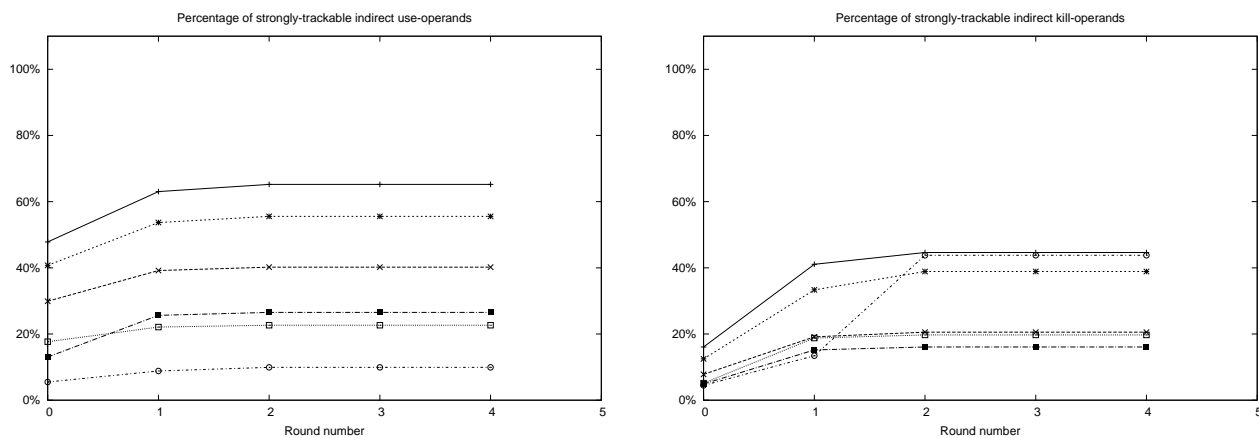 Percentage of strongly-trackable indirect use-operands
100%
80%
60%
40%
20%
0%
0 1 2 3 4 5
Round number
Percentage of strongly-trackable indirect kill-operands
100%
80%
60%
40%
20%
0%
0 1 2 3 4 5
Round number